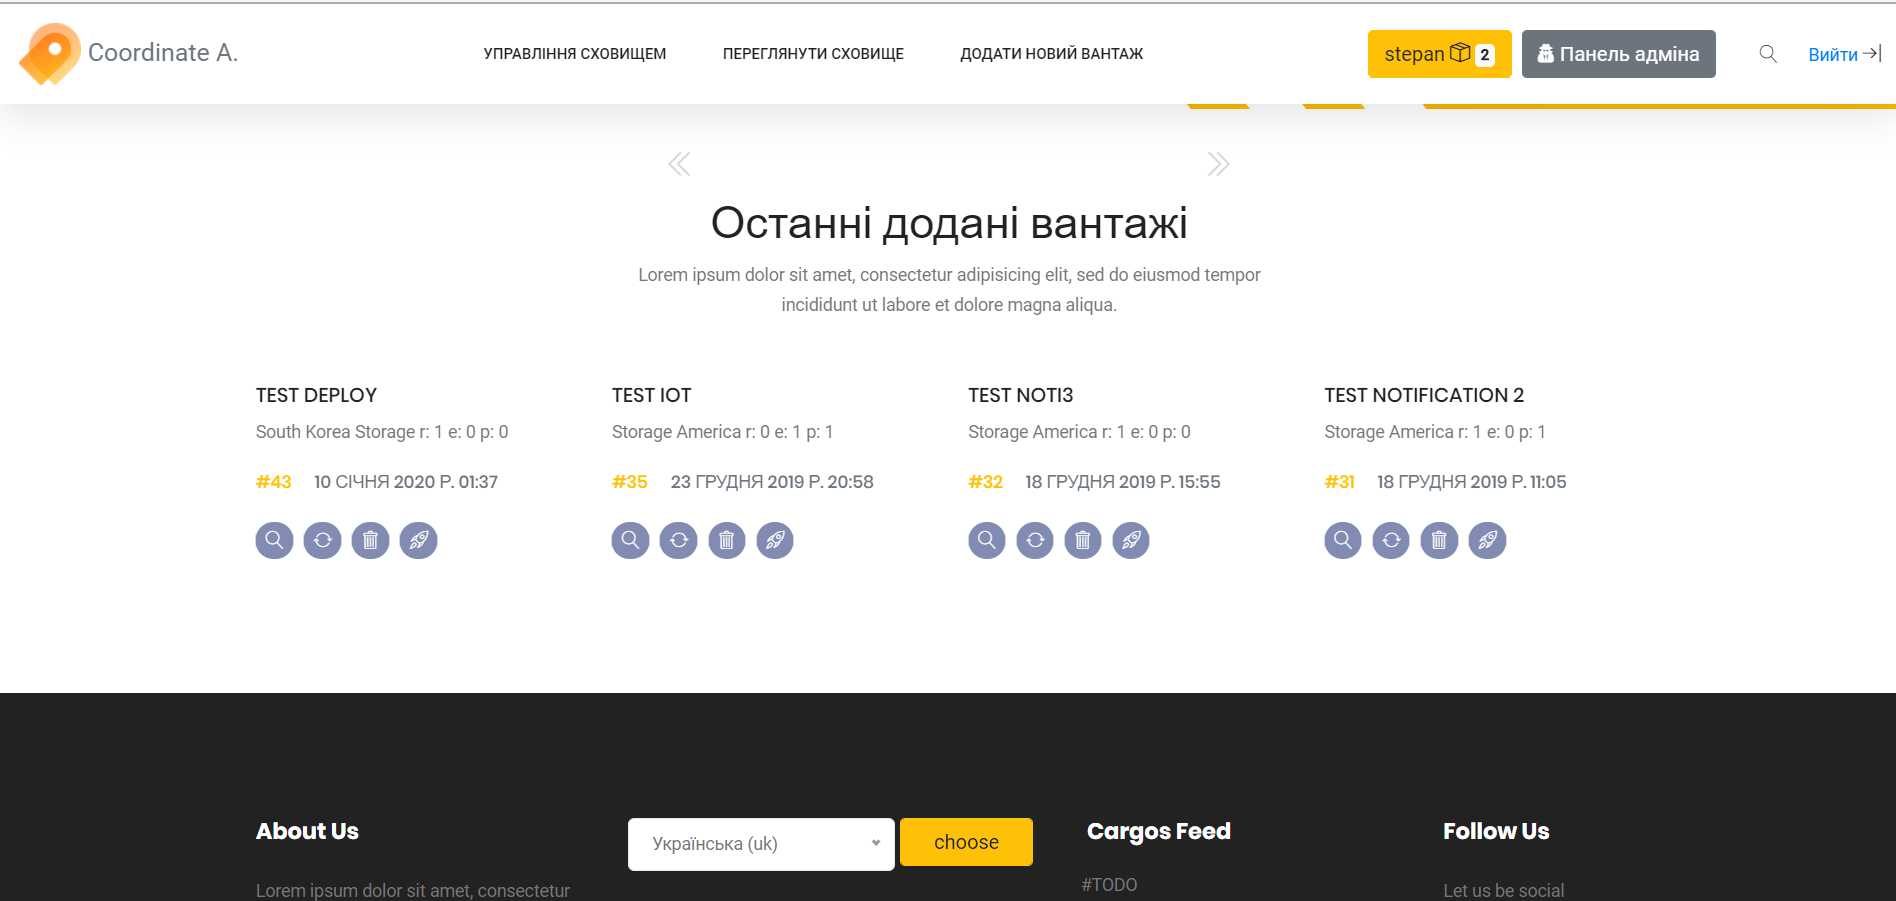 Coordinate A.
УПРАВЛІННЯ СХОВИЩЕМ
ПЕРЕГЛЯНУТИ СХОВИЩЕ
ДОДАТИ НОВИЙ ВАНТАЖ
stepan 2
Панель адміна
Вийти
Останні додані вантажі
Lorem ipsum dolor sit amet, consectetur adipisicing elit, sed do eiusmod tempor
incididunt ut labore et dolore magna aliqua.
TEST DEPLOY
South Korea Storage r: 1 e: 0 p: 0
#43 10 СІЧНЯ 2020 Р. 01:37
TEST IOT
Storage America r: 0 e: 1 p: 1
#35 23 ГРУДНЯ 2019 Р. 20:58
TEST NOTI3
Storage America r: 1 e: 0 p: 0
#32 18 ГРУДНЯ 2019 Р. 15:55
TEST NOTIFICATION 2
Storage America r: 1 e: 0 p: 1
#31 18 ГРУДНЯ 2019 Р. 11:05
About Us
Lorem ipsum dolor sit amet, consectetur
Українська (uk)
choose
Cargos Feed
#TODO
Follow Us
Let us be social